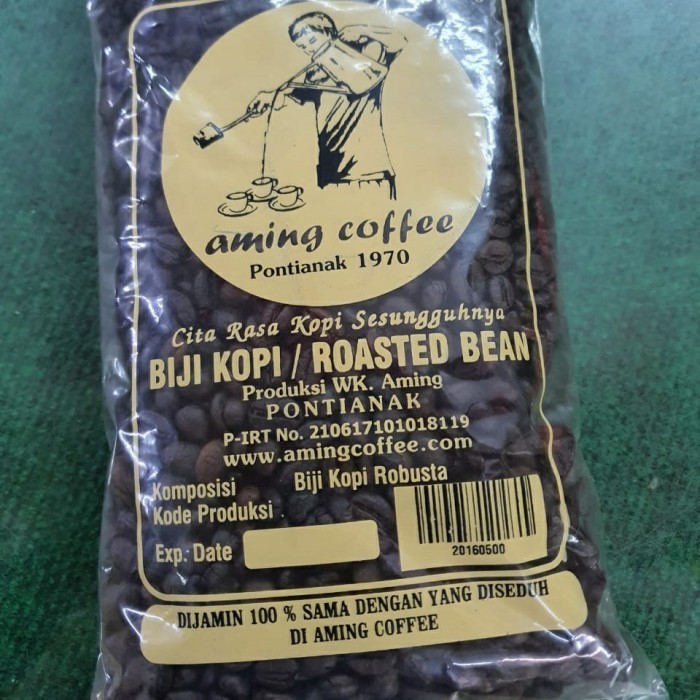 aming coffee
Pontianak 1970
Cita Rasa Kopi Sesungguhnya
BIJI KOPI / ROASTED BEAN
Produksi WK. Aming
PONTIANAK
P-IRT No. 210617101018119
www.amingcoffee.com
Komposisi Biji Kopi Robusta
Kode Produksi
Exp. Date
20160500
DIJAMIN 100 % SAMA DENGAN YANG DISEDUH
DI AMING COFFEE